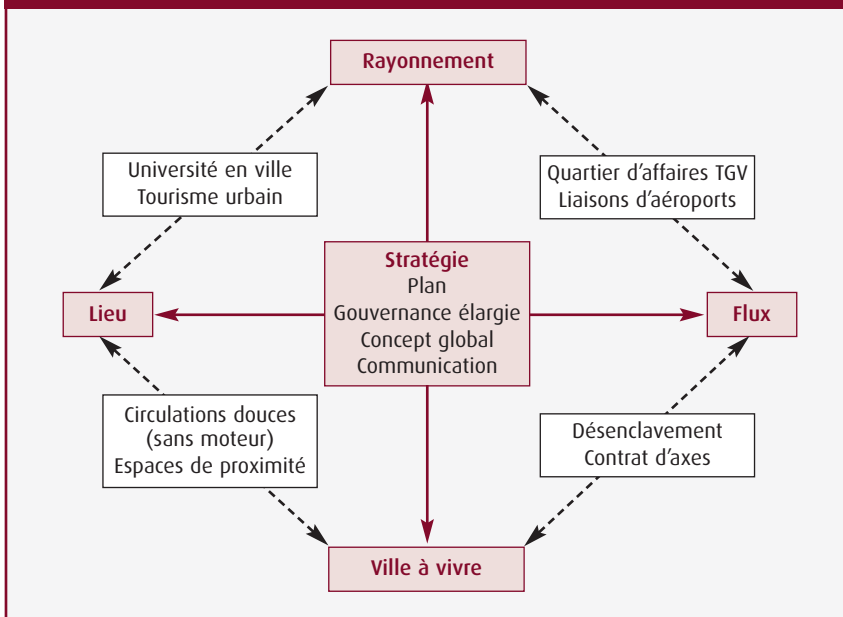 Rayonnement
Université en ville
Tourisme urbain
Quartier d'affaires TGV
Liaisons d'aéroports
Stratégie
Plan
Gouvernance élargie
Concept global
Communication
Lieu
Flux
Circulations douces
(sans moteur)
Espaces de proximité
Désenclavement
Contrat d'axes
Ville à vivre